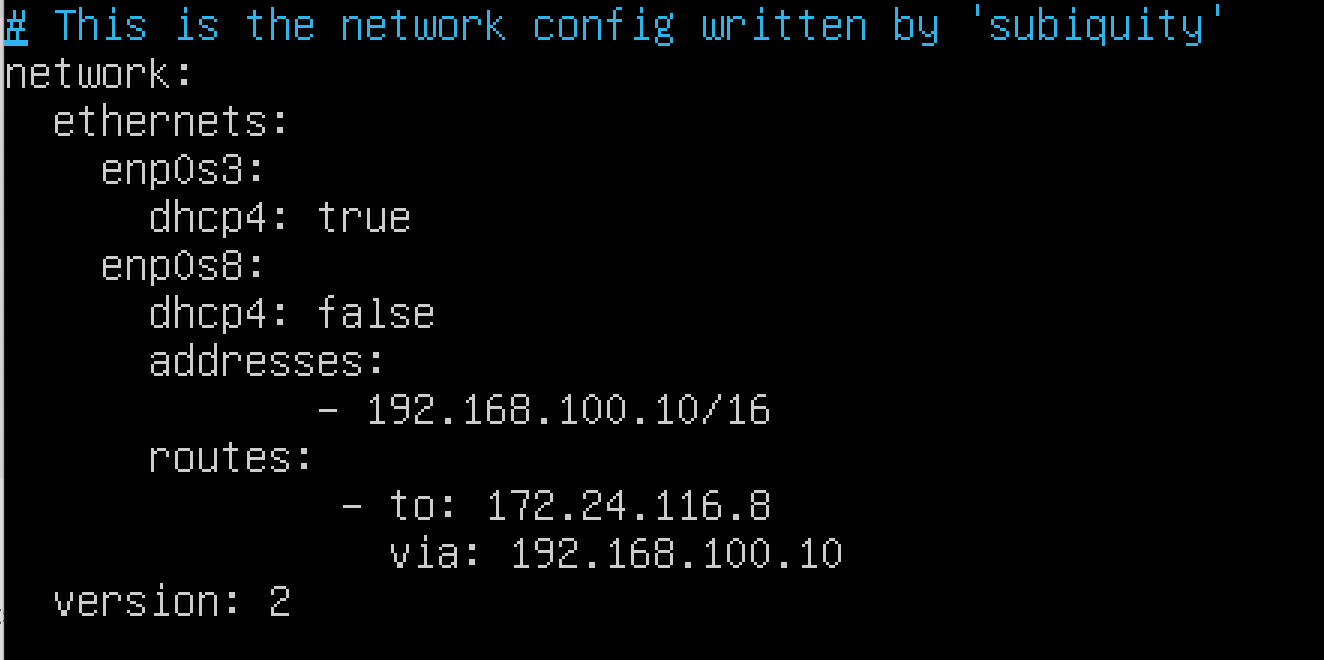 # This is the network config written by 'subiquity'
network:
  ethernets:
    enp0s3:
      dhcp4: true
    enp0s8:
      dhcp4: false
      addresses:
             - 192.168.100.10/16
      routes:
              - to: 172.24.116.8
                via: 192.168.100.10
  version: 2